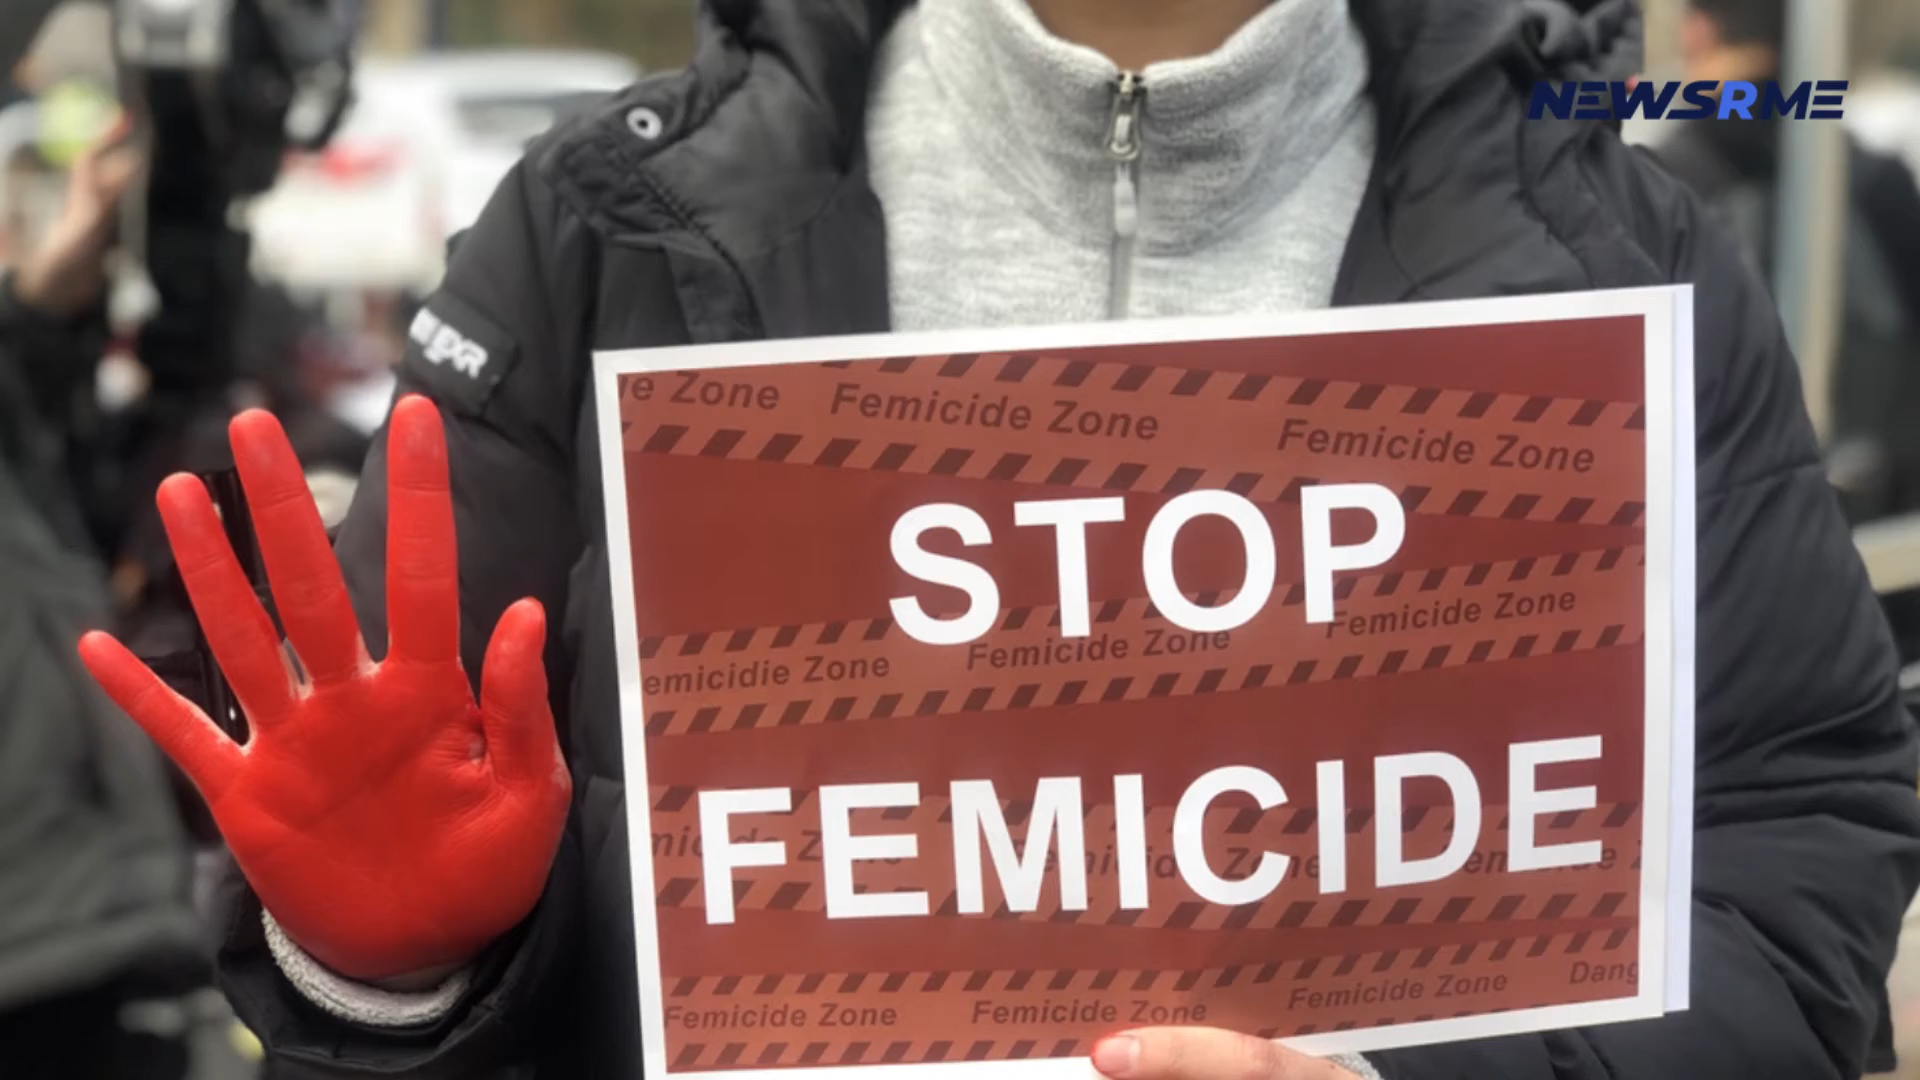 NEWSRME
e Zone Femicide Zone Femicide Zone
STOP
emicidie Zone Femicide Zone Femicide Zone
FEMICIDE
Femicide Zone Femicide Zone Femicide Zone Dang